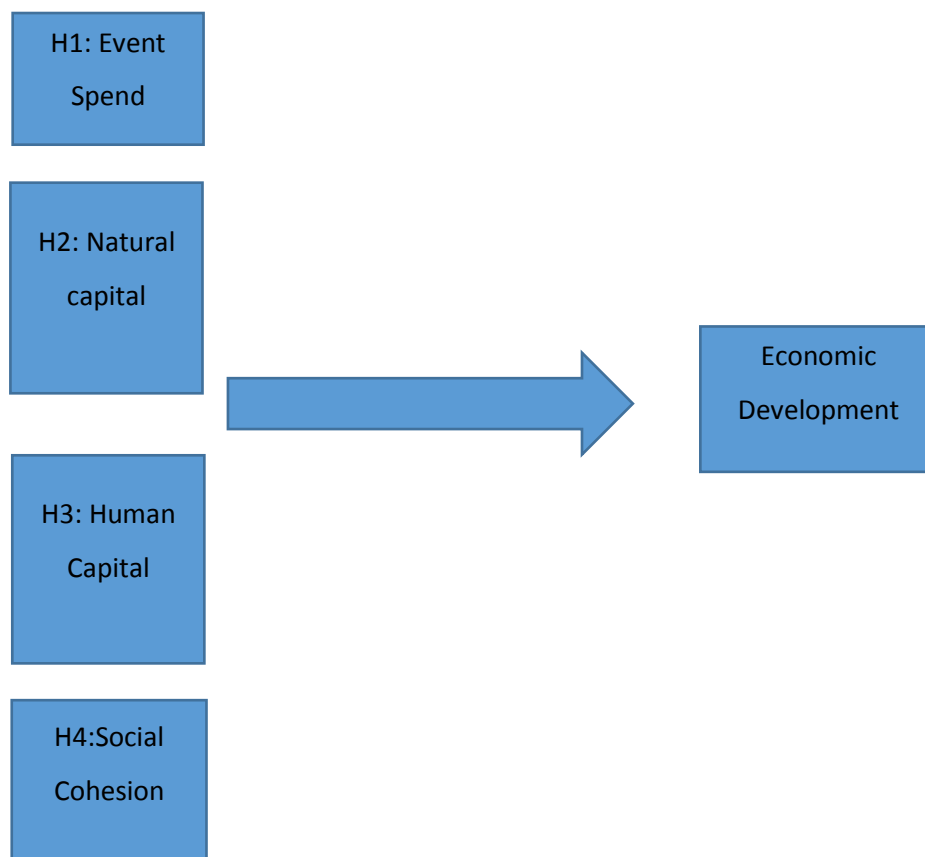 H1: Event
Spend
H2: Natural
capital
H3: Human
Capital
H4:Social
Cohesion
Economic
Development